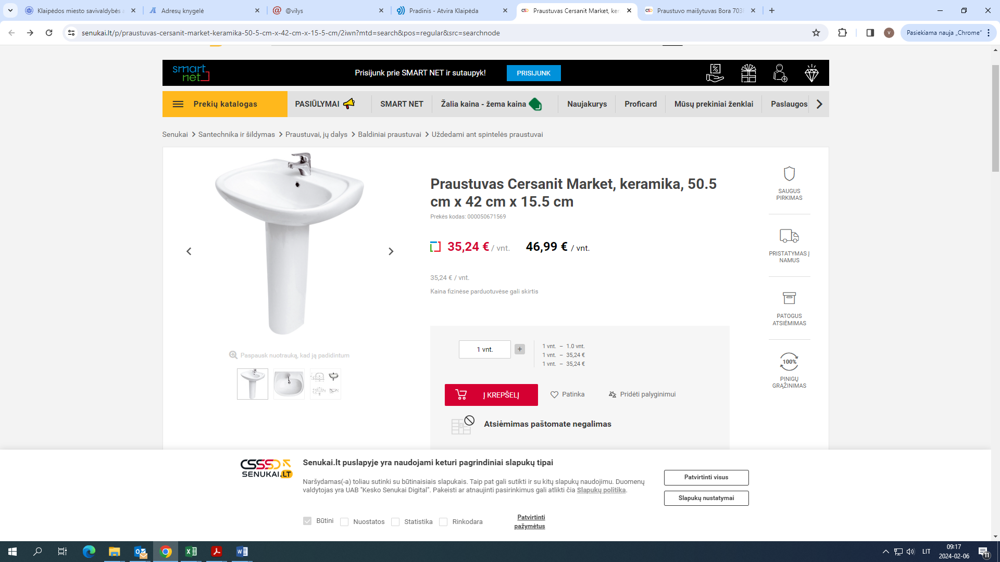 Klaipėdos miesto savivaldybės
Adresų knygelė
@vilys
Pradinis - Atvira Klaipėda
Praustuvas Cersanit Market, ker
Praustuvo maišytuvas Bora 703
senukai.lt/p/praustuvas-cersanit-market-keramika-50-5-cm-x-42-cm-x-15-5-cm/2iwn?mtd=search&pos=regular&src=searchnode
V
Pasiekiama nauja „Chrome“
smart net
Prisijunk prie SMART NET ir sutaupyk!
PRISIJUNK
Prekių katalogas
PASIŪLYMAI
SMART NET
Žalia kaina - žema kaina
Naujakurys
Proficard
Mūsų prekiniai ženklai
Paslaugos
Senukai > Santechnika ir šildymas > Praustuvai, jų dalys > Baldiniai praustuvai > Uždedami ant spintelės praustuvai
Praustuvas Cersanit Market, keramika, 50.5
cm x 42 cm x 15.5 cm
Prekės kodas: 000050671569
35,24 € / vnt.
46,99 € / vnt.
35,24 € / vnt.
Kaina fizinėse parduotuvėse gali skirtis
SAUGUS
PIRKIMAS
PRISTATYMAS Į
NAMUS
PATOGUS
ATSIĖMIMAS
100%
PINIGŲ
GRĄŽINIMAS
Paspausk nuotrauką, kad ją padidintum
1 vnt.
+
1 vnt. – 1.0 vnt.
1 vnt. – 35,24 €
1 vnt. – 35,24 €
Į KREPŠELĮ
Patinka
Pridėti palyginimui
Atsiėmimas paštomate negalimas
SENUKAI.LT
Senukai.lt puslapyje yra naudojami keturi pagrindiniai slapukų tipai
Naršydamas(-a) toliau sutinki su būtinaisiais slapukais. Taip pat gali sutikti ir su kitų slapukų naudojimu. Duomenų
valdytojas yra UAB "Kesko Senukai Digital". Pakeisti ar atnaujinti pasirinkimus gali atlikti čia Slapukų politika.
Būtini
Nuostatos
Statistika
Rinkodara
Patvirtinti
pažymėtus
Patvirtinti visus
Slapukų nustatymai
LIT
09:17
2024-02-06
11